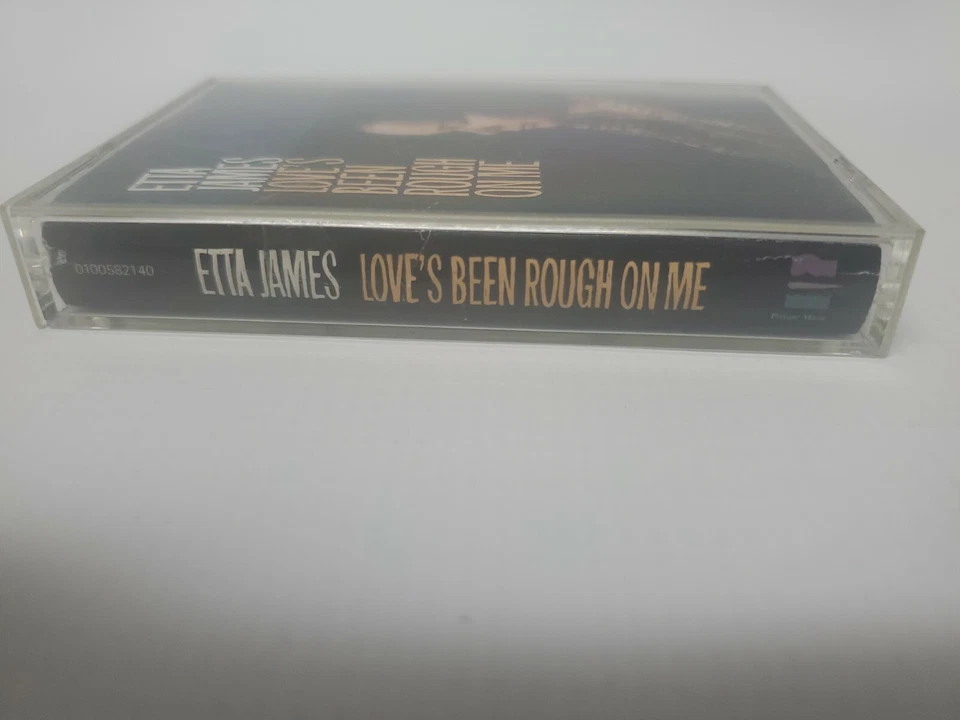 ETTA
JAMES
LOVE'S
BEEN
ROUGH
ON ME
0100582140 ETTA JAMES LOVE'S BEEN ROUGH ON ME